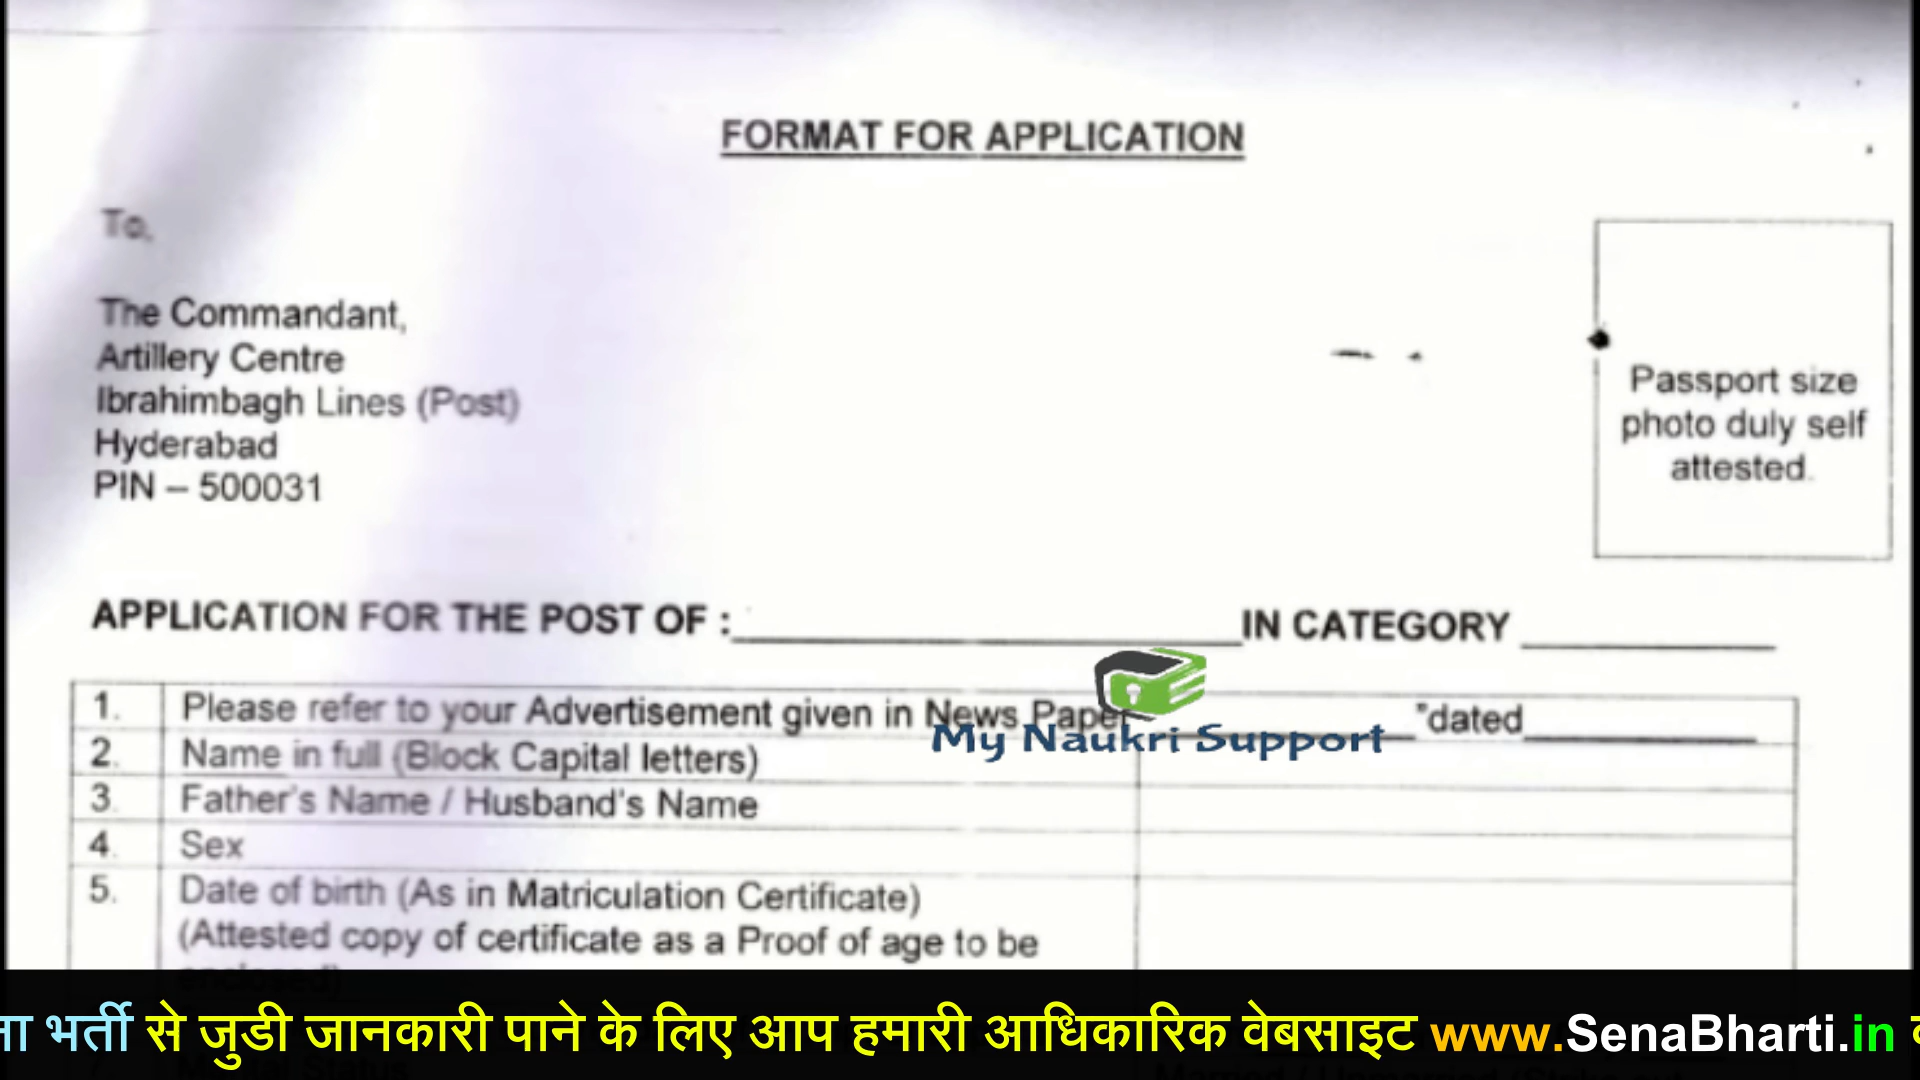 FORMAT FOR APPLICATION
To,
The Commandant,
Artillery Centre
Ibrahimbagh Lines (Post)
Hyderabad
PIN – 500031
Passport size
photo duly self
attested.
APPLICATION FOR THE POST OF : IN CATEGORY
1. Please refer to your Advertisement given in News Paper "dated
My Naukri Support
2. Name in full (Block Capital letters)
3. Father's Name / Husband's Name
4. Sex
5. Date of birth (As in Matriculation Certificate)
(Attested copy of certificate as a Proof of age to be
enclosed)
भर्ती से जुडी जानकारी पाने के लिए आप हमारी आधिकारिक वेबसाइट www.SenaBharti.in